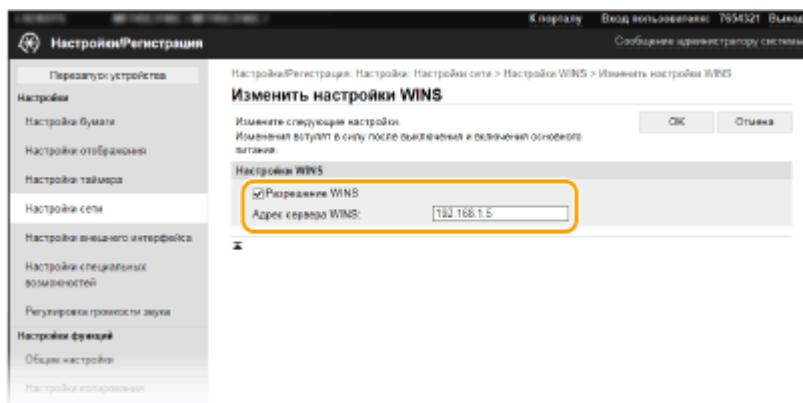 К порталу Вход пользователя: 7654321 Выход
Настройки/Регистрация
Сообщение администратору системы
Перезапуск устройства
Настройки
Настройки бумаги
Настройки отображения
Настройки таймера
Настройки сети
Настройки внешнего интерфейса
Настройки специальных
возможностей
Регулировка громкости звука
Настройки функций
Общие настройки
Настройки копирования
Настройки/Регистрация: Настройки: Настройки сети > Настройки WINS > Изменить настройки WINS
Изменить настройки WINS
Измените следующие настройки.
Изменения вступят в силу после выключения и включения основного
питания.
OK Отмена
Настройки WINS
Разрешение WINS
Адрес сервера WINS: 192.168.1.5